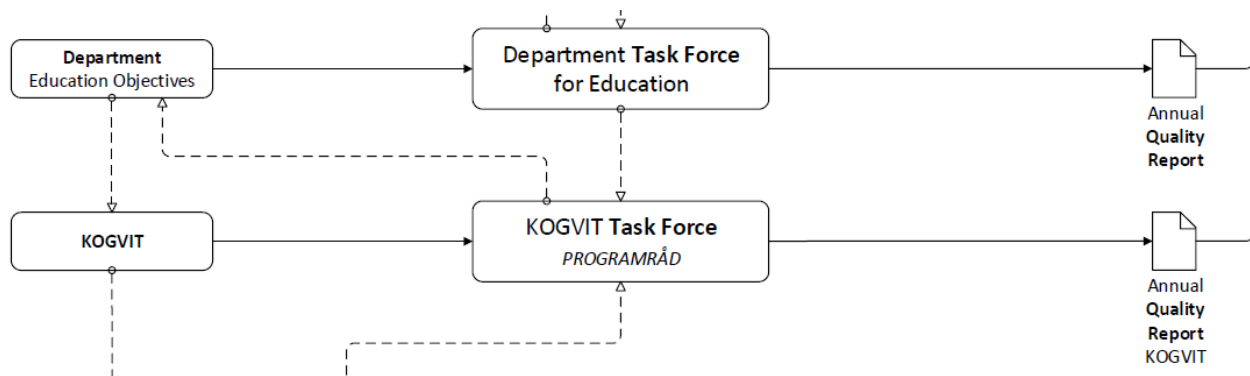 Department
Education Objectives
Department Task Force
for Education
Annual
Quality
Report
KOGVIT
KOGVIT Task Force
PROGRAMRÅD
Annual
Quality
Report
KOGVIT